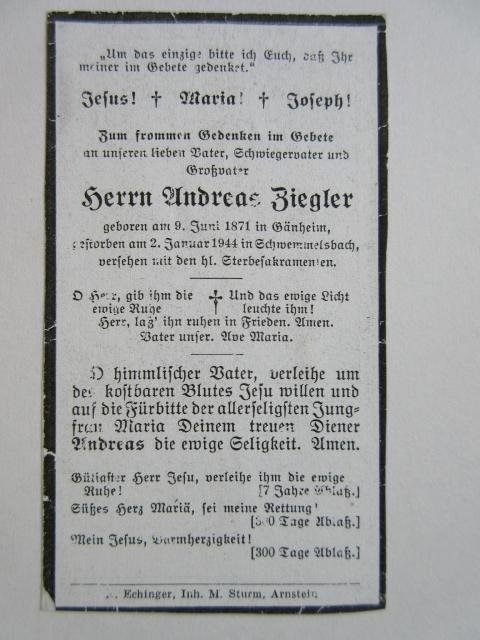 „Um das einzige bitte ich Euch, daß Ihr
meiner im Gebete gedenket.“
Jesus! † Maria! † Joseph!
Zum frommen Gedenken im Gebete
an unseren lieben Vater, Schwiegervater und
Großvater
Herrn Andreas Ziegler
geboren am 9. Juni 1871 in Gänheim,
gestorben am 2. Januar 1944 in Schwemmelsbach,
versehen mit den hl. Sterbesakramenten.
O Herr, gib ihm die † Und das ewige Licht
ewige Ruhe leuchte ihm!
Herr, laß' ihn ruhen in Frieden. Amen.
Vater unser. Ave Maria.
O himmlischer Vater, verleihe um
des kostbaren Blutes Jesu willen und
auf die Fürbitte der allerseligsten Jung-
frau Maria Deinem treuen Diener
Andreas die ewige Seligkeit. Amen.
Gütigster Herr Jesu, verleihe ihm die ewige
Ruhe! [7 Jahre Ablaß.]
Süßes Herz Mariä, sei meine Rettung!
[300 Tage Ablaß.]
Mein Jesus, Barmherzigkeit!
[300 Tage Ablaß.]
Echinger, Inh. M. Sturm, Arnstein